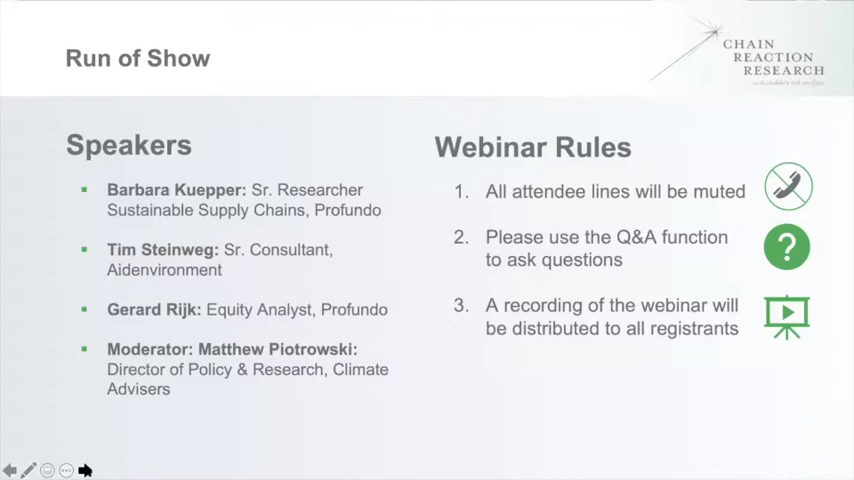 Run of Show
CHAIN
REACTION
RESEARCH
sustainability risk analysis
Speakers
Barbara Kuepper: Sr. Researcher
Sustainable Supply Chains, Profundo
Tim Steinweg: Sr. Consultant,
Aidenvironment
Gerard Rijk: Equity Analyst, Profundo
Moderator: Matthew Piotrowski:
Director of Policy & Research, Climate
Advisers
Webinar Rules
1. All attendee lines will be muted
2. Please use the Q&A function
to ask questions
3. A recording of the webinar will
be distributed to all registrants
?